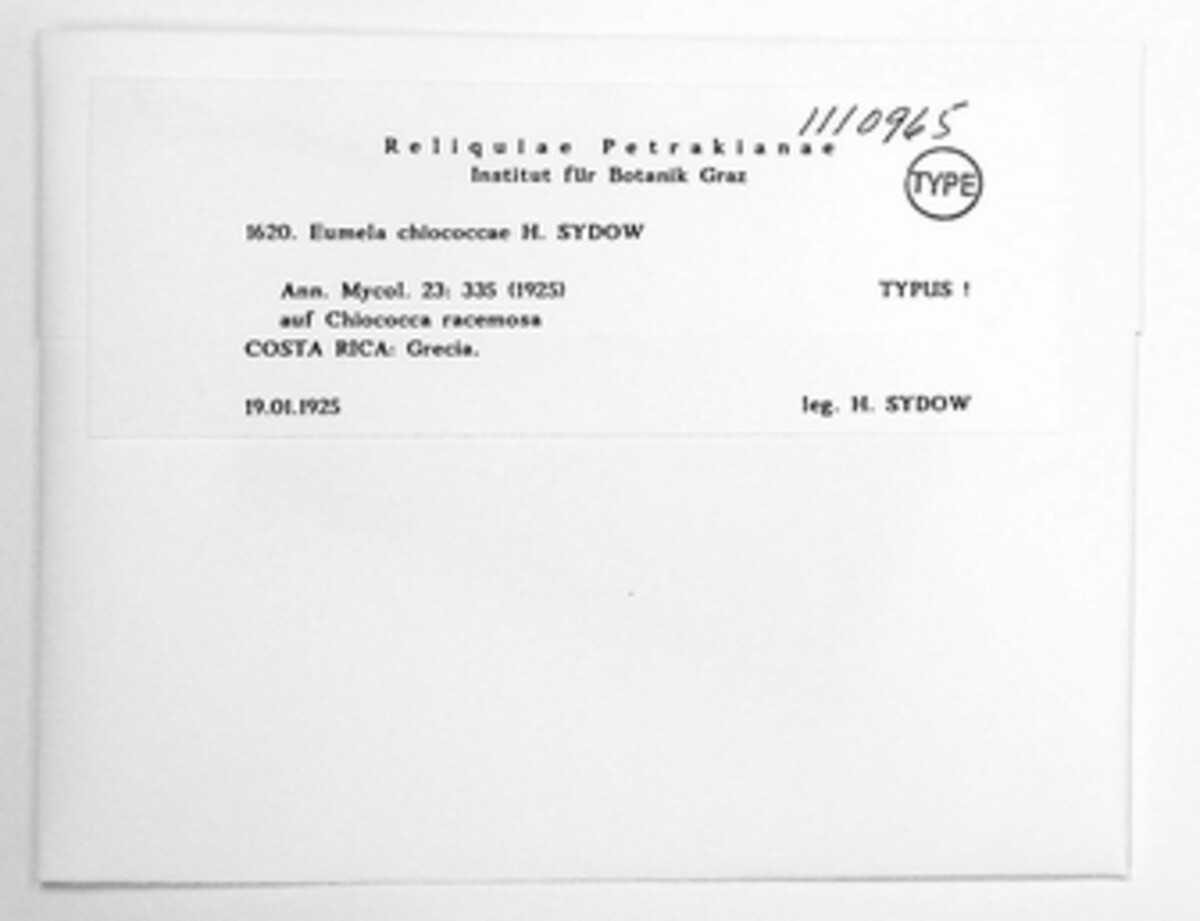 1110965
Reliquiae Petrakianae
Institut für Botanik Graz
TYPE
1620. Eumela chiococcae H. SYDOW
Ann. Mycol. 23: 335 (1925) TYPUS !
auf Chiococca racemosa
COSTA RICA: Grecia.
19.01.1925 leg. H. SYDOW